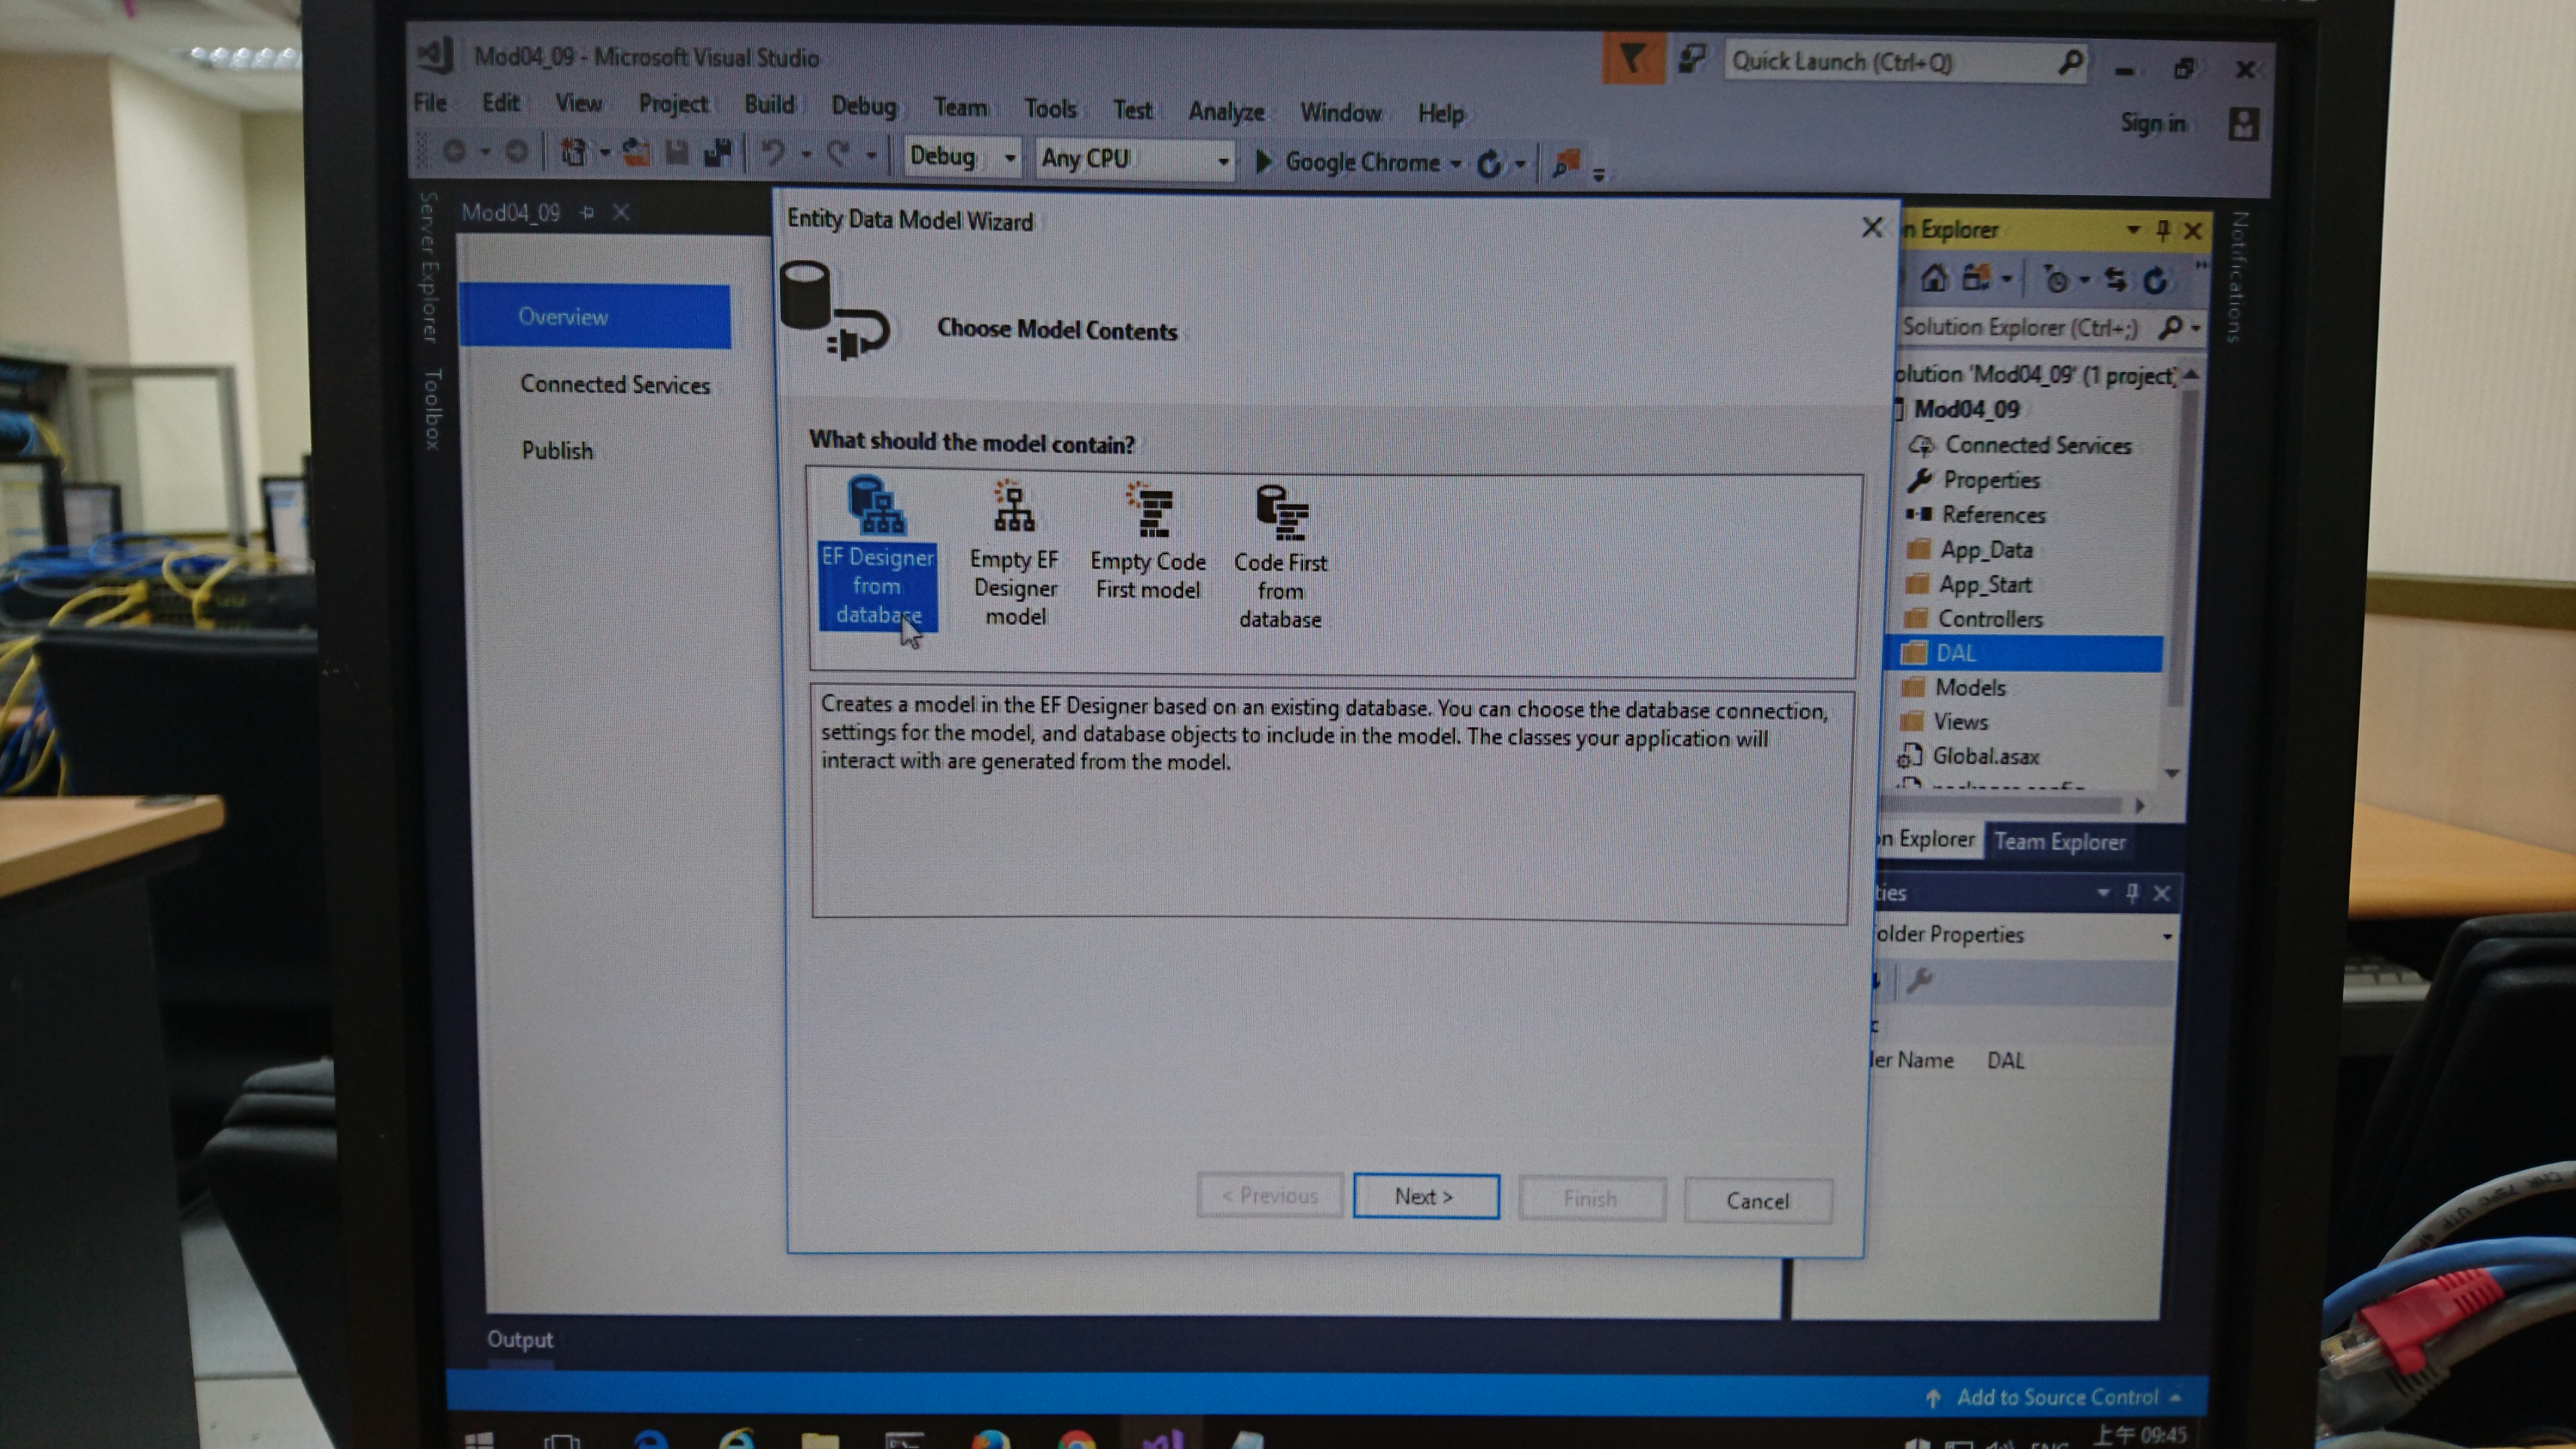 Mod04_09 - Microsoft Visual Studio
Quick Launch (Ctrl+Q)
File Edit View Project Build Debug Team Tools Test Analyze Window Help
Sign in
Debug Any CPU Google Chrome
Server Explorer
Toolbox
Mod04_09
Overview
Connected Services
Publish
Entity Data Model Wizard
Choose Model Contents
What should the model contain?
EF Designer
from
database
Empty EF
Designer
model
Empty Code
First model
Code First
from
database
Creates a model in the EF Designer based on an existing database. You can choose the database connection,
settings for the model, and database objects to include in the model. The classes your application will
interact with are generated from the model.
< Previous
Next >
Finish
Cancel
n Explorer
Solution Explorer (Ctrl+;)
olution 'Mod04_09' (1 project)
Mod04_09
Connected Services
Properties
References
App_Data
App_Start
Controllers
DAL
Models
Views
Global.asax
n Explorer Team Explorer
ties
older Properties
der Name DAL
Notifications
Output
Add to Source Control
上午 09:45